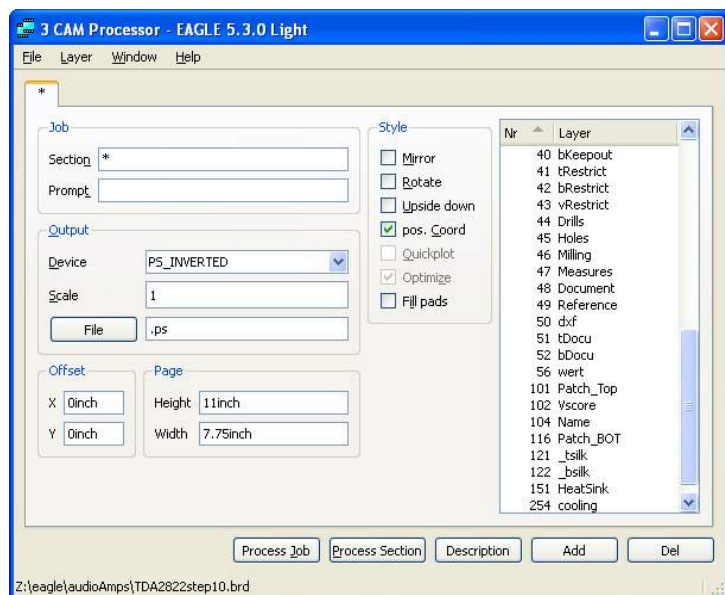 3 CAM Processor - EAGLE 5.3.0 Light
File Layer Window Help
*
Job
Section *
Prompt
Output
Device PS_INVERTED
Scale 1
File .ps
Offset
X 0inch
Y 0inch
Page
Height 11inch
Width 7.75inch
Style
Mirror
Rotate
Upside down
pos. Coord
Quickplot
Optimize
Fill pads
Nr Layer
40 bKeepout
41 tRestrict
42 bRestrict
43 vRestrict
44 Drills
45 Holes
46 Milling
47 Measures
48 Document
49 Reference
50 dxf
51 tDocu
52 bDocu
56 wert
101 Patch_Top
102 Vscore
104 Name
116 Patch_BOT
121 _tsilk
122 _bsilk
151 HeatSink
254 cooling
Process Job Process Section Description Add Del
Z:\eagle\audioAmps\TDA2822step10.brd